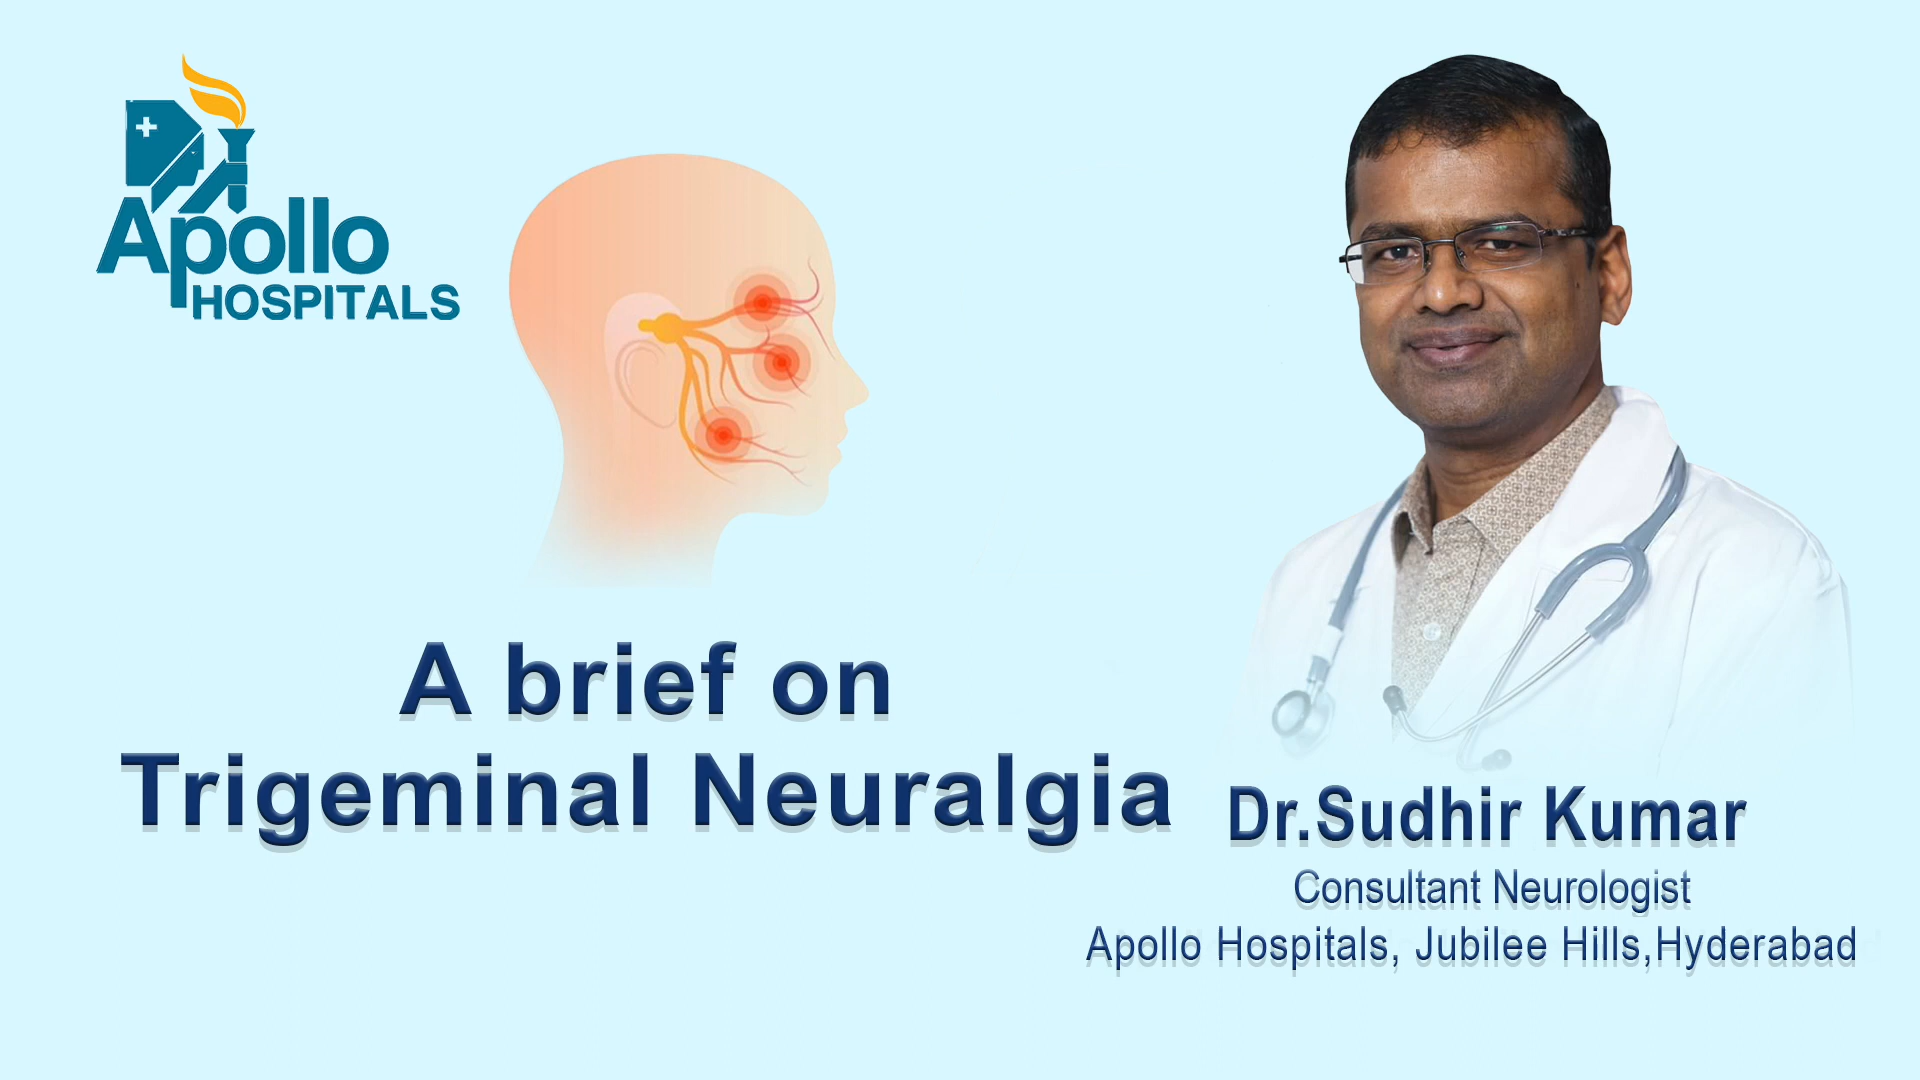 Apollo
HOSPITALS
A brief on
Trigeminal Neuralgia
Dr.Sudhir Kumar
Consultant Neurologist
Apollo Hospitals, Jubilee Hills,Hyderabad